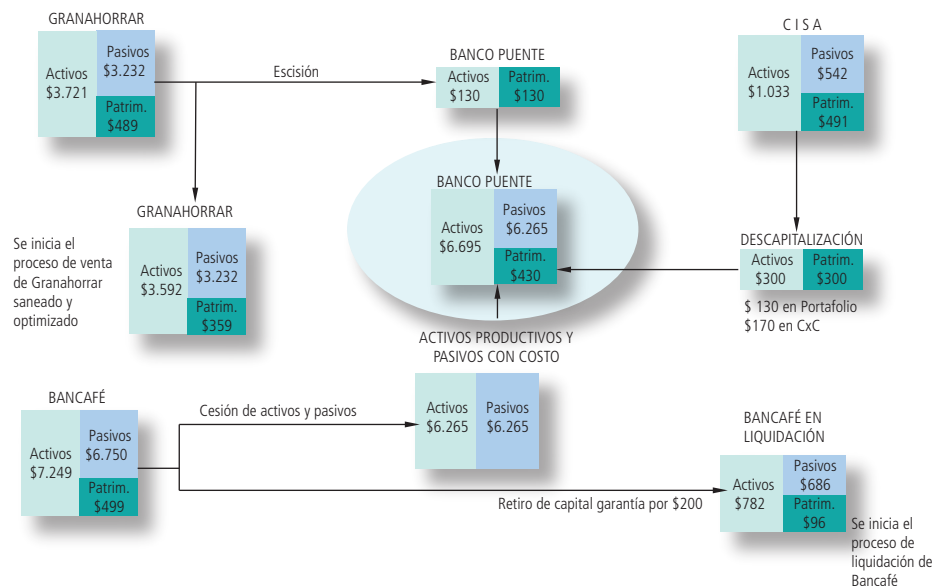 GRANAHORRAR
Activos
$3.721
Pasivos
$3.232
Patrim.
$489
Escisión
BANCO PUENTE
Activos
$130
Patrim.
$130
C I S A
Activos
$1.033
Pasivos
$542
Patrim.
$491
BANCO PUENTE
Activos
$6.695
Pasivos
$6.265
Patrim.
$430
GRANAHORRAR
Activos
$3.592
Pasivos
$3.232
Patrim.
$359
Se inicia el
proceso de venta
de Granahorrar
saneado y
optimizado
DESCAPITALIZACIÓN
Activos
$300
Patrim.
$300
$ 130 en Portafolio
$170 en CxC
ACTIVOS PRODUCTIVOS Y
PASIVOS CON COSTO
Activos
$6.265
Pasivos
$6.265
BANCAFÉ
Activos
$7.249
Pasivos
$6.750
Patrim.
$499
Cesión de activos y pasivos
Retiro de capital garantía por $200
BANCAFÉ EN
LIQUIDACIÓN
Activos
$782
Pasivos
$686
Patrim.
$96
Se inicia el
proceso de
liquidación de
Bancafé